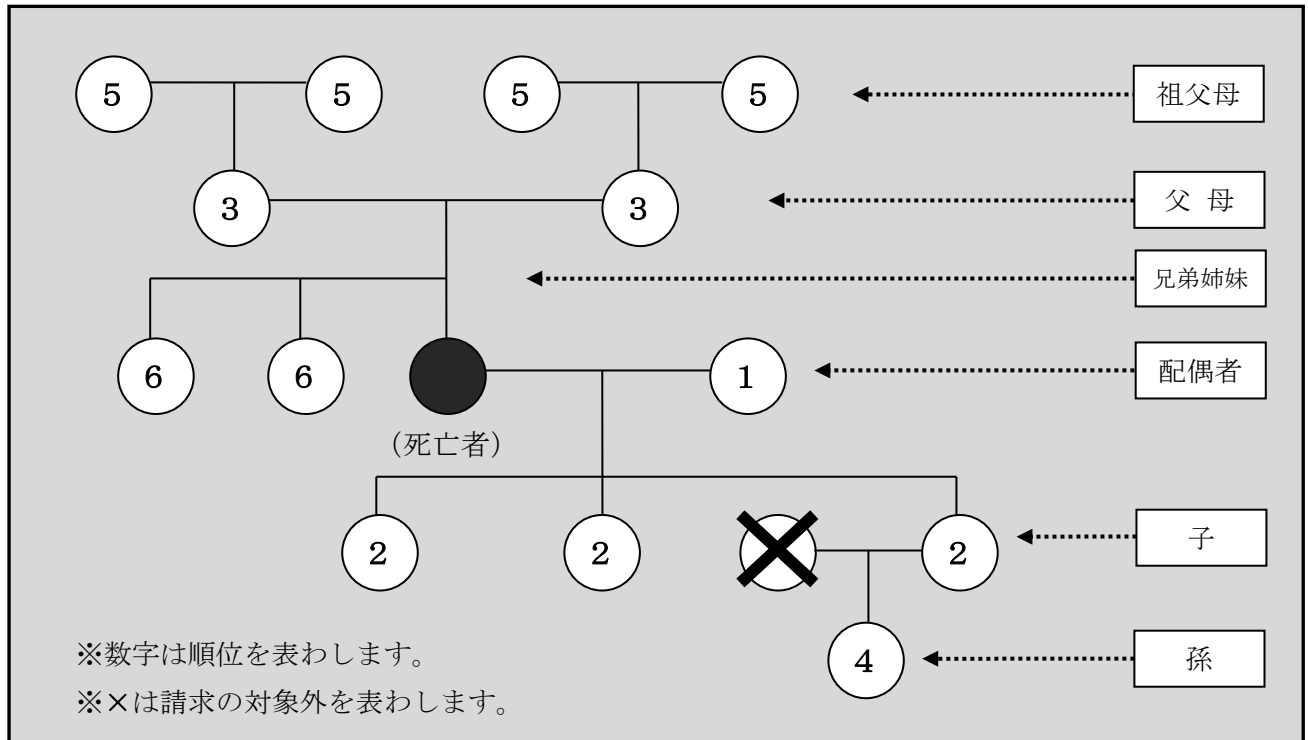 5 5 5 5 祖父母
3 3 父 母
兄弟姉妹
6 6 1 配偶者
（死亡者）
2 2 2 子
4 孫
※数字は順位を表わします。
※×は請求の対象外を表わします。